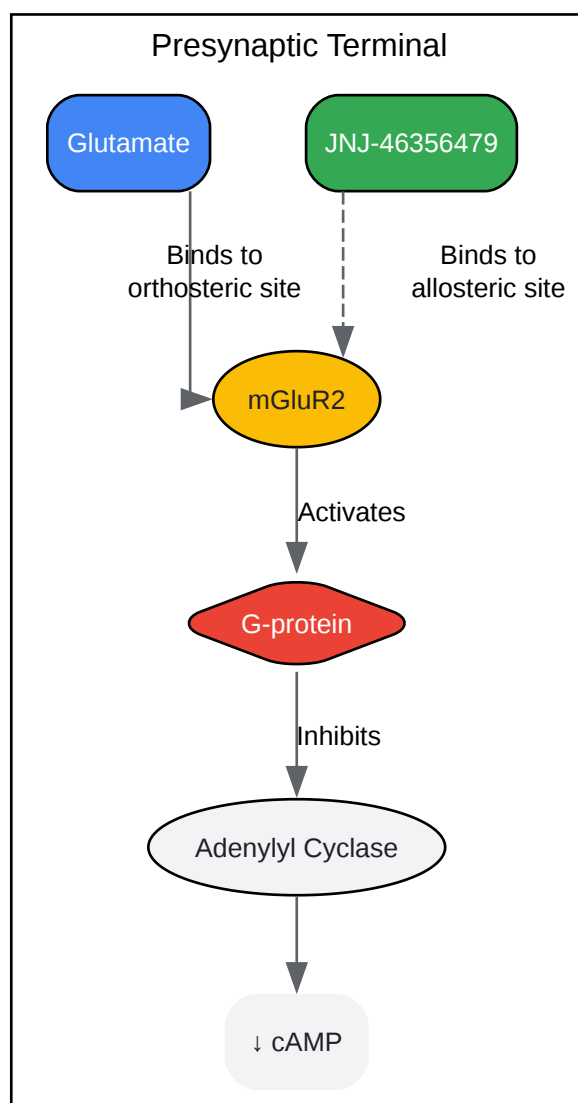 Presynaptic Terminal
Glutamate
JNJ-46356479
Binds to
orthosteric site
Binds to
allosteric site
mGluR2
Activates
G-protein
Inhibits
Adenylyl Cyclase
↓ cAMP